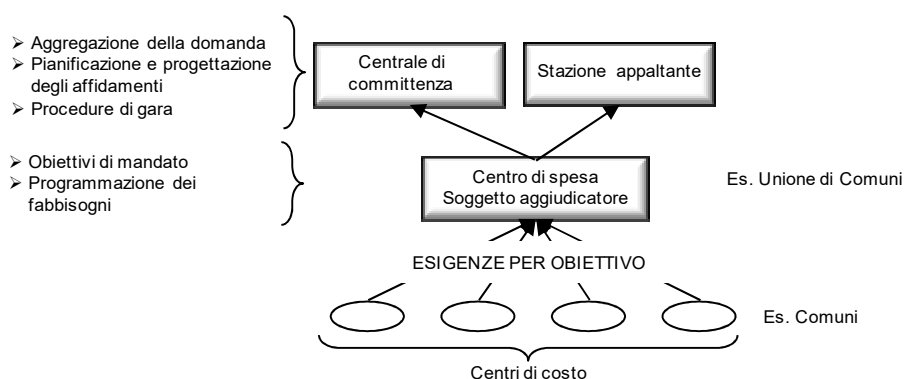 ➢ Aggregazione della domanda
➢ Pianificazione e progettazione
degli affidamenti
➢ Procedure di gara
Centrale di
committenza
Stazione appaltante
➢ Obiettivi di mandato
➢ Programmazione dei
fabbisogni
Centro di spesa
Soggetto aggiudicatore
Es. Unione di Comuni
ESIGENZE PER OBIETTIVO
Es. Comuni
Centri di costo